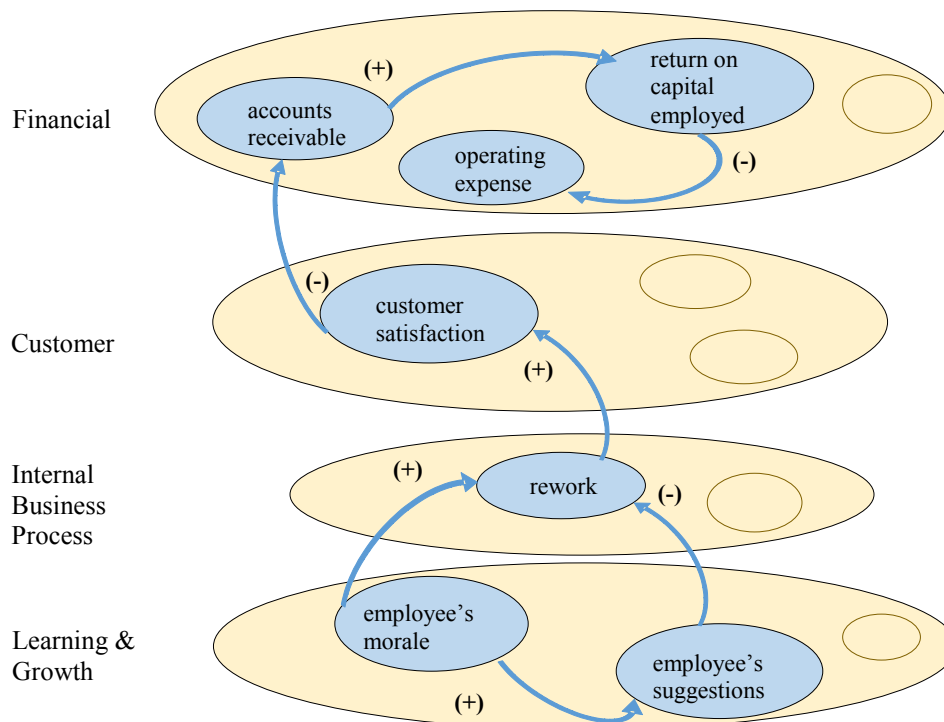 Financial
(+)
accounts
receivable
return on
capital
employed
operating
expense
(-)
Customer
(-)
customer
satisfaction
(+)
Internal
Business
Process
(+)
rework
(-)
Learning &
Growth
employee’s
morale
(+)
employee’s
suggestions